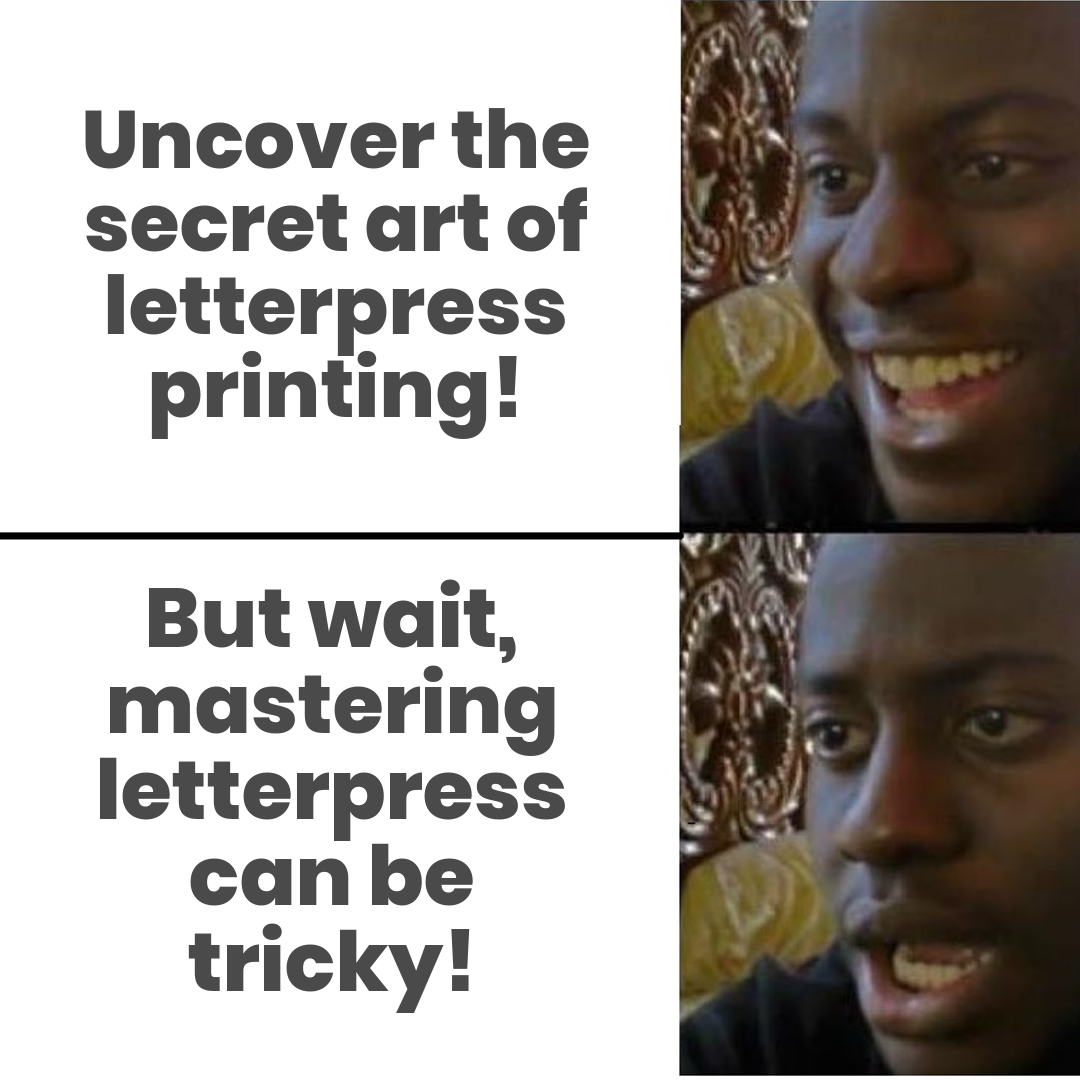 Uncover the
secret art of
letterpress
printing!
But wait,
mastering
letterpress
can be
tricky!